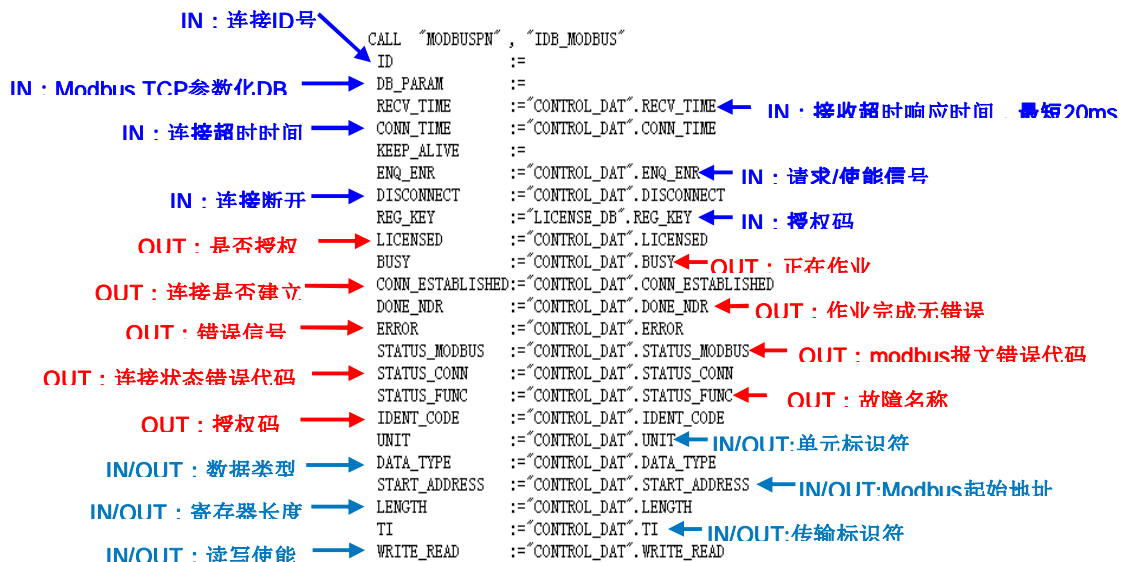 IN：连接ID号
CALL "MODBUSPN" , "IDB_MODBUS"
ID :=
IN：Modbus TCP参数化DB
DB_PARAM :=
RECV_TIME :="CONTROL_DAT".RECV_TIME
IN：接收超时响应时间，最短20ms
IN：连接超时时间
CONN_TIME :="CONTROL_DAT".CONN_TIME
KEEP_ALIVE :=
ENQ_ENR :="CONTROL_DAT".ENQ_ENR
IN：请求/使能信号
IN：连接断开
DISCONNECT :="CONTROL_DAT".DISCONNECT
REG_KEY :="LICENSE_DB".REG_KEY
IN：授权码
OUT：是否授权
LICENSED :="CONTROL_DAT".LICENSED
BUSY :="CONTROL_DAT".BUSY
OUT：正在作业
OUT：连接是否建立
CONN_ESTABLISHED:="CONTROL_DAT".CONN_ESTABLISHED
DONE_NDR :="CONTROL_DAT".DONE_NDR
OUT：作业完成无错误
OUT：错误信号
ERROR :="CONTROL_DAT".ERROR
STATUS_MODBUS :="CONTROL_DAT".STATUS_MODBUS
OUT：modbus报文错误代码
OUT：连接状态错误代码
STATUS_CONN :="CONTROL_DAT".STATUS_CONN
STATUS_FUNC :="CONTROL_DAT".STATUS_FUNC
OUT：故障名称
OUT：授权码
IDENT_CODE :="CONTROL_DAT".IDENT_CODE
UNIT :="CONTROL_DAT".UNIT
IN/OUT:单元标识符
IN/OUT：数据类型
DATA_TYPE :="CONTROL_DAT".DATA_TYPE
START_ADDRESS :="CONTROL_DAT".START_ADDRESS
IN/OUT:Modbus起始地址
IN/OUT：寄存器长度
LENGTH :="CONTROL_DAT".LENGTH
TI :="CONTROL_DAT".TI
IN/OUT:传输标识符
IN/OUT：读写使能
WRITE_READ :="CONTROL_DAT".WRITE_READ